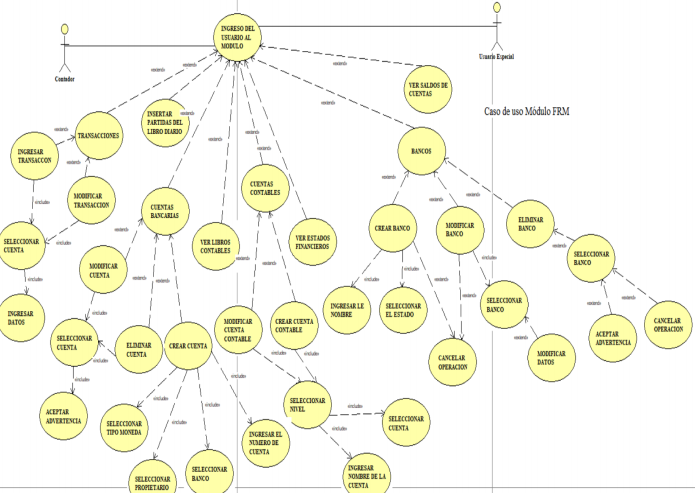 INGRESO DEL
USUARIO AL
MODULO
Contador
Usuario Especial
Caso de uso Módulo FRM
VER SALDOS DE
CUENTAS
INSERTAR
PARTIDAS DEL
LIBRO DIARIO
TRANSACCIONES
INGRESAR
TRANSACCON
BANCOS
CUENTAS
CONTABLES
MODIFICAR
TRANSACCION
CUENTAS
BANCARIAS
SELECCIONAR
CUENTA
VER LIBROS
CONTABLES
VER ESTADOS
FINANCIEROS
CREAR BANCO
MODIFICAR
BANCO
ELIMINAR
BANCO
SELECCIONAR
BANCO
MODIFICAR
CUENTA
INGRESAR
DATOS
INGRESAR LE
NOMBRE
SELECCIONAR
EL ESTADO
SELECCIONAR
BANCO
SELECCIONAR
CUENTA
ELIMINAR
CUENTA
CREAR CUENTA
MODIFICAR
CUENTA
CONTABLE
CREAR CUENTA
CONTABLE
CANCELAR
OPERACION
MODIFICAR
DATOS
ACEPTAR
ADVERTENCIA
CANCELAR
OPERACION
ACEPTAR
ADVERTENCIA
SELECCIONAR
TIPO MONEDA
SELECCIONAR
NIVEL
SELECCIONAR
CUENTA
INGRESAR EL
NUMERO DE
CUENTA
SELECCIONAR
PROPIETARIO
SELECCIONAR
BANCO
INGRESAR
NOMBRE DE LA
CUENTA